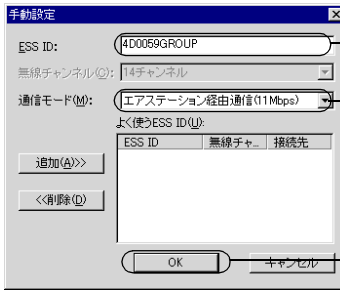 手動設定
ESS ID:
4D0059GROUP
無線チャンネル(C):
14チャンネル
通信モード(M):
エアステーション経由通信(11Mbps)
よく使うESS ID(U):
ESS ID 無線チャ... 接続先
追加(A)>>
<<削除(D)
OK
キャンセル